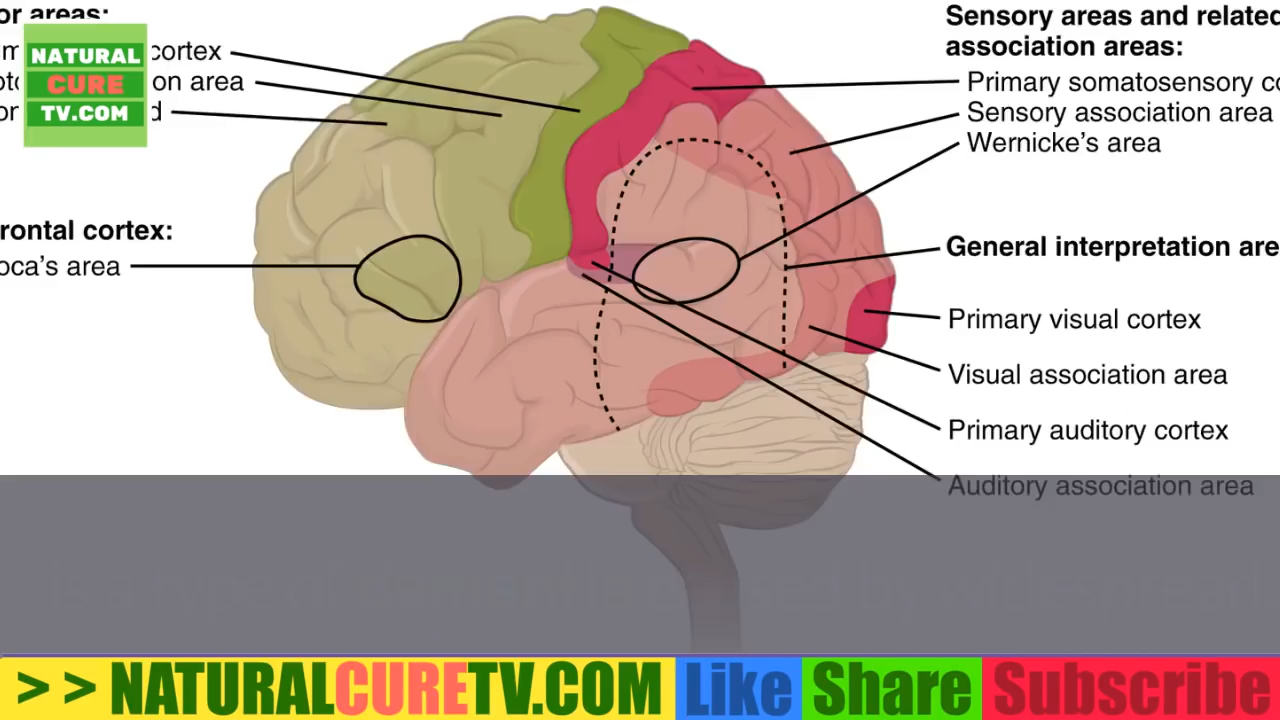 or areas:
cortex
on area
NATURAL
CURE
TV.COM
rontal cortex:
oca's area
Sensory areas and related
association areas:
Primary somatosensory co
Sensory association area
Wernicke's area
General interpretation are
Primary visual cortex
Visual association area
Primary auditory cortex
Auditory association area
> > NATURALCURETV.COM Like Share Subscribe